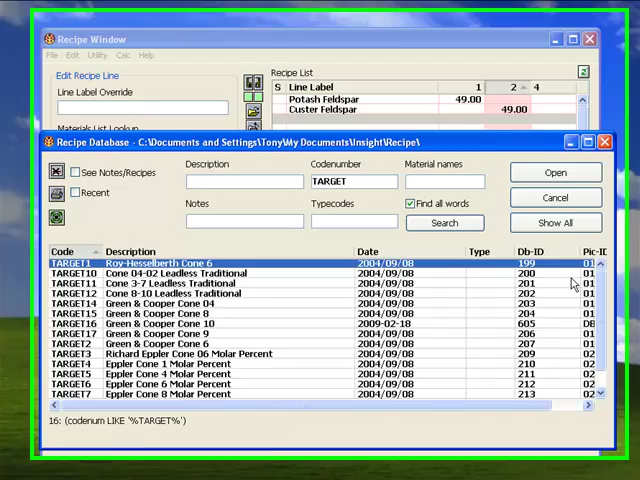 Recipe Window
File Edit Utility Calc Help
Edit Recipe Line
Line Label Override
Materials List Lookup
Recipe List
S Line Label 1 2 4
Potash Feldspar 49.00
Custer Feldspar 49.00
Recipe Database - C:\Documents and Settings\Tony\My Documents\Insight\Recipe\
See Notes/Recipes
Recent
Description
Codenumber
TARGET
Material names
Notes
Typecodes
Find all words
Search
Open
Cancel
Show All
Code Description Date Type Db-ID Pic-ID
TARGET1 Roy-Hesselberth Cone 6 2004/09/08 199 01
TARGET10 Cone 04-02 Leadless Traditional 2004/09/08 200 01
TARGET11 Cone 3-7 Leadless Traditional 2004/09/08 201 01
TARGET12 Cone 8-10 Leadless Traditional 2004/09/08 202 01
TARGET14 Green & Cooper Cone 04 2004/09/08 203 01
TARGET15 Green & Cooper Cone 8 2004/09/08 204 01
TARGET16 Green & Cooper Cone 10 2009-02-18 605 DB
TARGET17 Green & Cooper Cone 9 2004/09/08 206 01
TARGET2 Green & Cooper Cone 6 2004/09/08 207 01
TARGET3 Richard Eppler Cone 06 Molar Percent 2004/09/08 209 02
TARGET4 Eppler Cone 1 Molar Percent 2004/09/08 210 02
TARGET5 Eppler Cone 4 Molar Percent 2004/09/08 211 02
TARGET6 Eppler Cone 6 Molar Percent 2004/09/08 212 02
TARGET7 Eppler Cone 8 Molar Percent 2004/09/08 213 02
16: (codenum LIKE '%TARGET%')